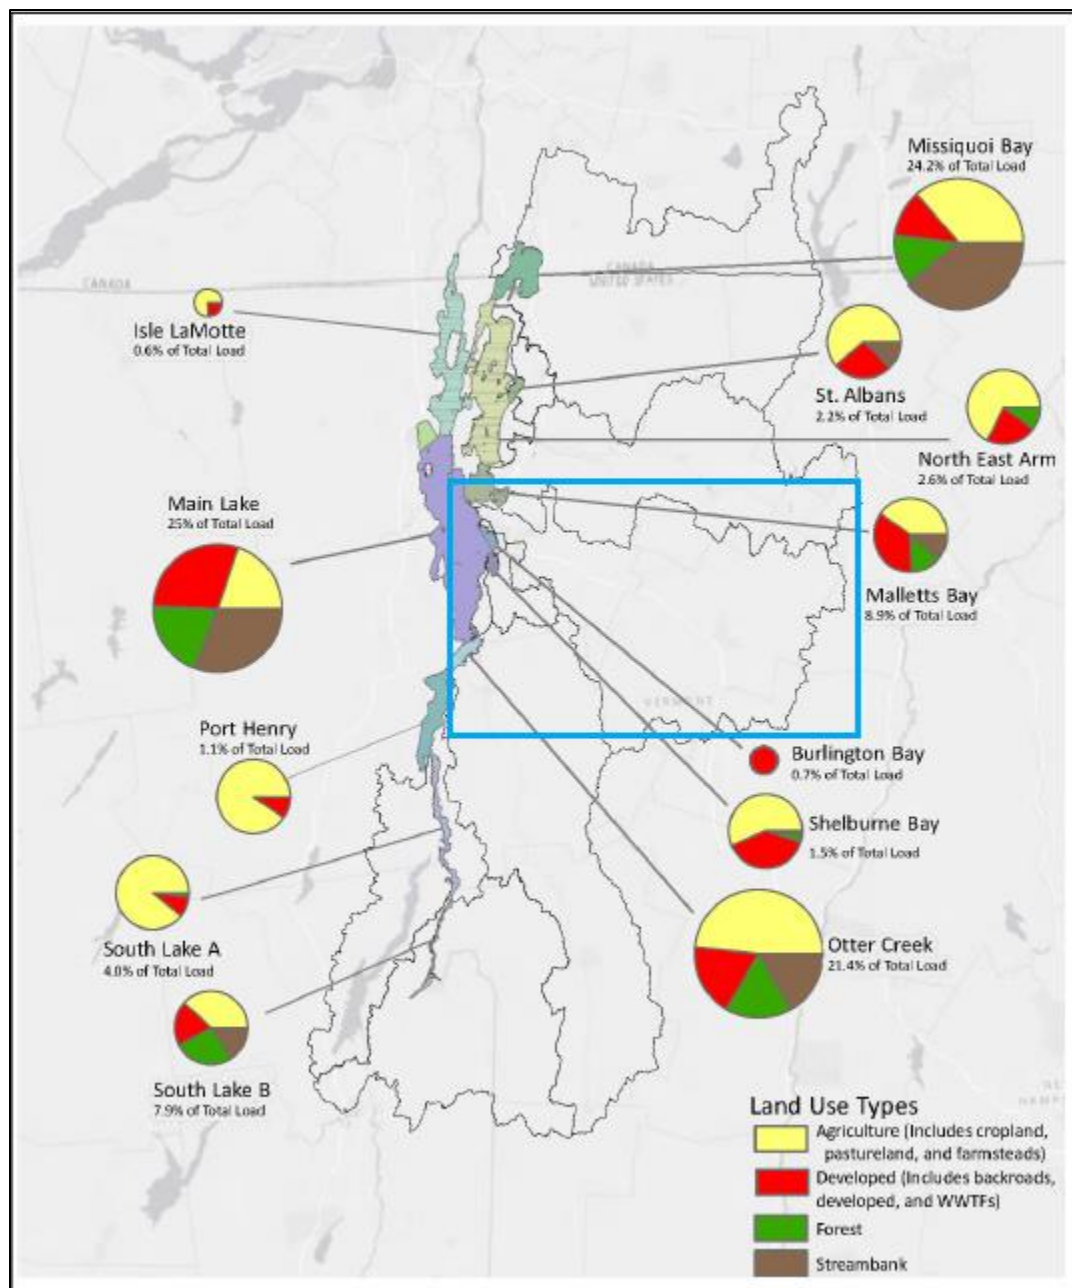 Missiquoi Bay
24.2% of Total Load
CANADA
CANADA
UNITED STATES
Isle LaMotte
0.6% of Total Load
St. Albans
2.2% of Total Load
North East Arm
2.6% of Total Load
Main Lake
25% of Total Load
Malletts Bay
8.9% of Total Load
VERMONT
Port Henry
1.1% of Total Load
Burlington Bay
0.7% of Total Load
Shelburne Bay
1.5% of Total Load
South Lake A
4.0% of Total Load
Otter Creek
21.4% of Total Load
South Lake B
7.9% of Total Load
Land Use Types
Agriculture (Includes cropland,
pastureland, and farmsteads)
Developed (Includes backroads,
developed, and WWTFs)
Forest
Streambank